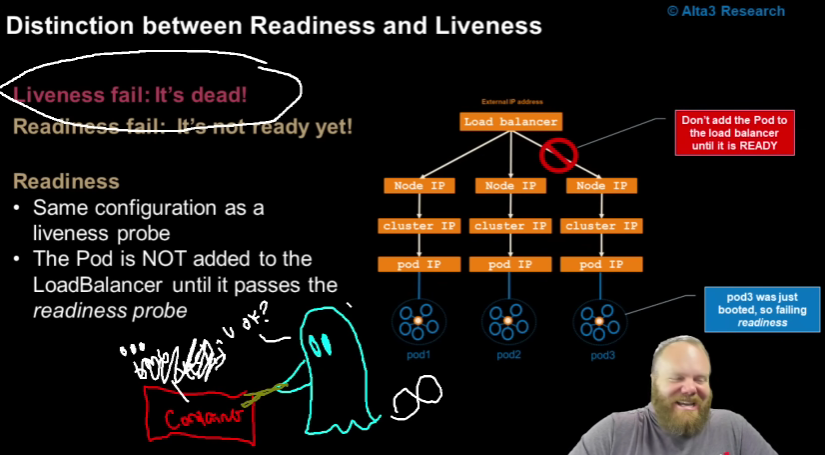 © Alta3 Research
Distinction between Readiness and Liveness
Liveness fail: It's dead!
Readiness fail: It's not ready yet!
Readiness
• Same configuration as a
liveness probe
• The Pod is NOT added to the
LoadBalancer until it passes the
readiness probe
External IP address
Load balancer
Don't add the Pod to
the load balancer
until it is READY
Node IP
Node IP
Node IP
cluster IP
cluster IP
cluster IP
pod IP
pod IP
pod IP
pod1
pod2
pod3
pod3 was just
booted, so failing
readiness
u ok?
...
Container